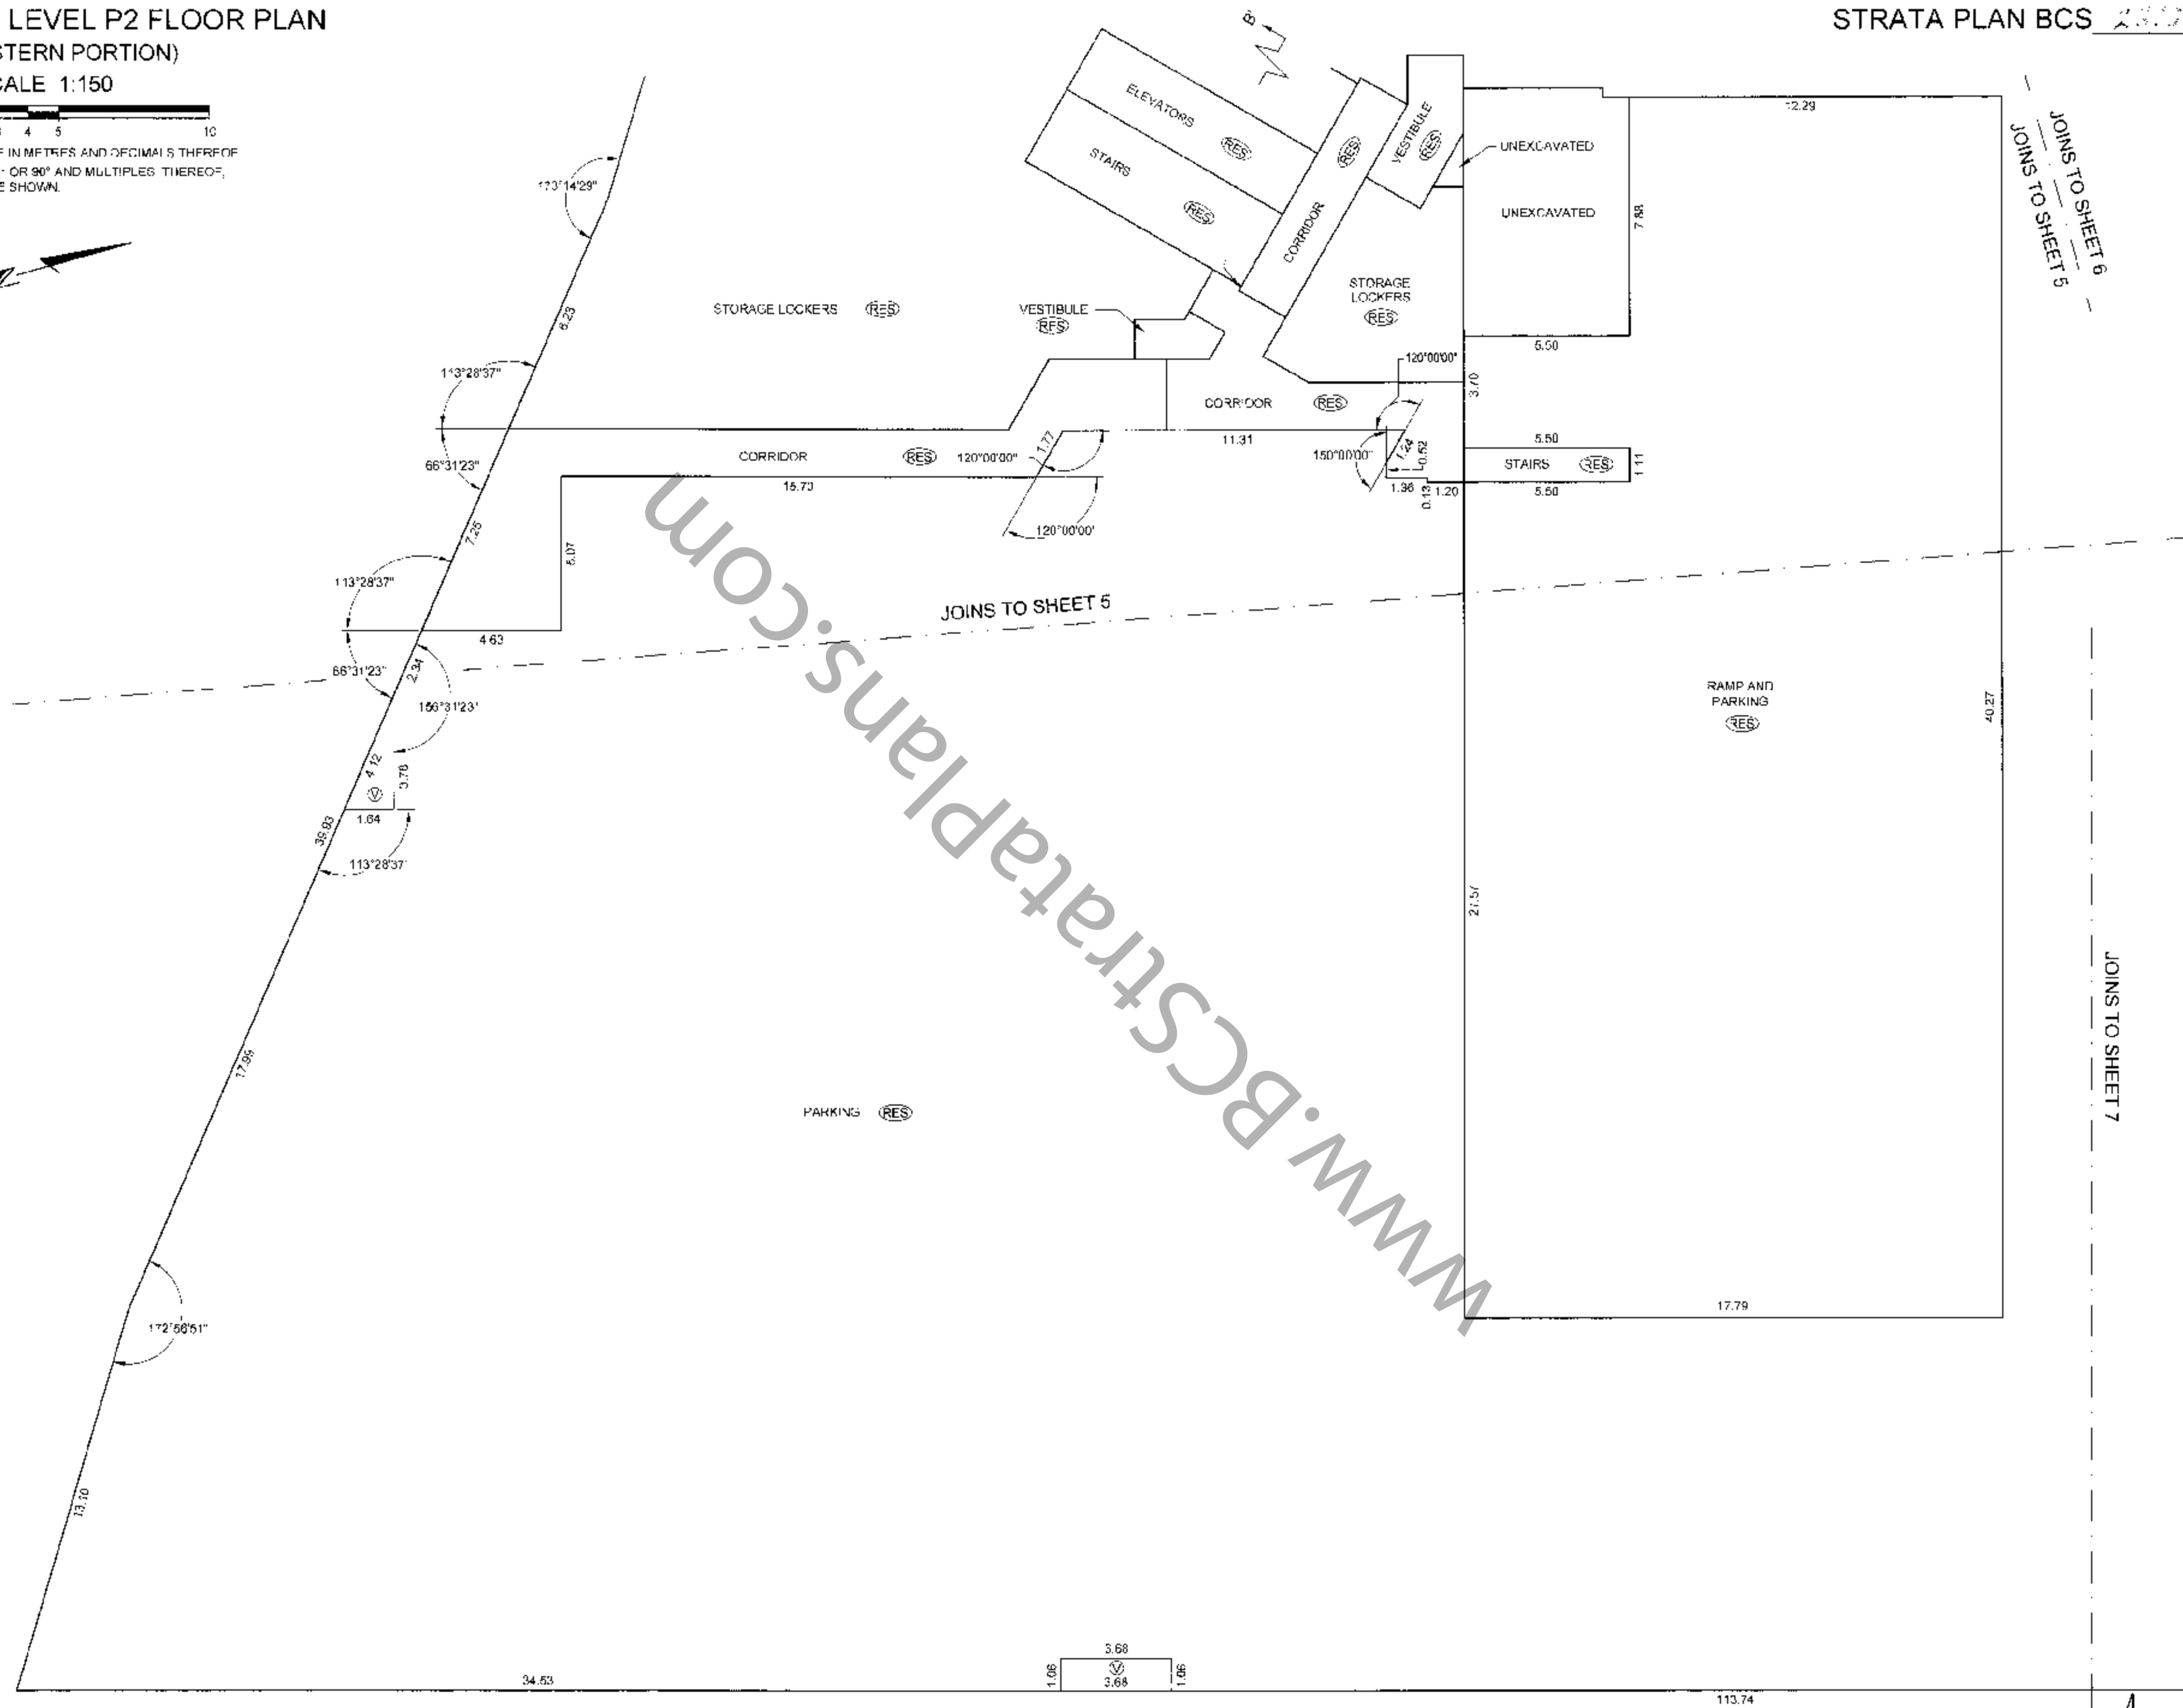 LEVEL P2 FLOOR PLAN
STRATA PLAN BCS
STERN PORTION)
CALE 1:150
4 5 10
E IN METRES AND DECIMALS THEREOF
OR 90° AND MULTIPLES THEREOF,
E SHOWN.
B'
ELEVATORS
RES
STAIRS
RES
CORRIDOR
RES
VESTIBULE
RES
UNEXCAVATED
UNEXCAVATED
7.88
JOINS TO SHEET 6
JOINS TO SHEET 5
173°14'29"
6.23
STORAGE LOCKERS RES
VESTIBULE
RES
STORAGE
LOCKERS
RES
5.50
3.70
120°00'00"
113°28'37"
66°31'23"
CORRIDOR RES
11.31
1.77
120°00'00"
CORRIDOR RES
15.73
120°00'00"
150°00'00"
1.24
0.52
1.36
0.13
1.20
5.50
STAIRS RES
1.11
5.50
7.25
5.07
113°28'37"
4.63
66°31'23"
2.34
156°31'23"
JOINS TO SHEET 5
4.12
3.78
V
1.64
39.93
113°28'37"
RAMP AND
PARKING
RES
40.27
27.57
17.99
PARKING RES
JOINS TO SHEET 7
172°56'51"
17.79
13.10
34.53
3.68
1.06
V
3.68
1.06
113.74
www.BCStrataPlans.com